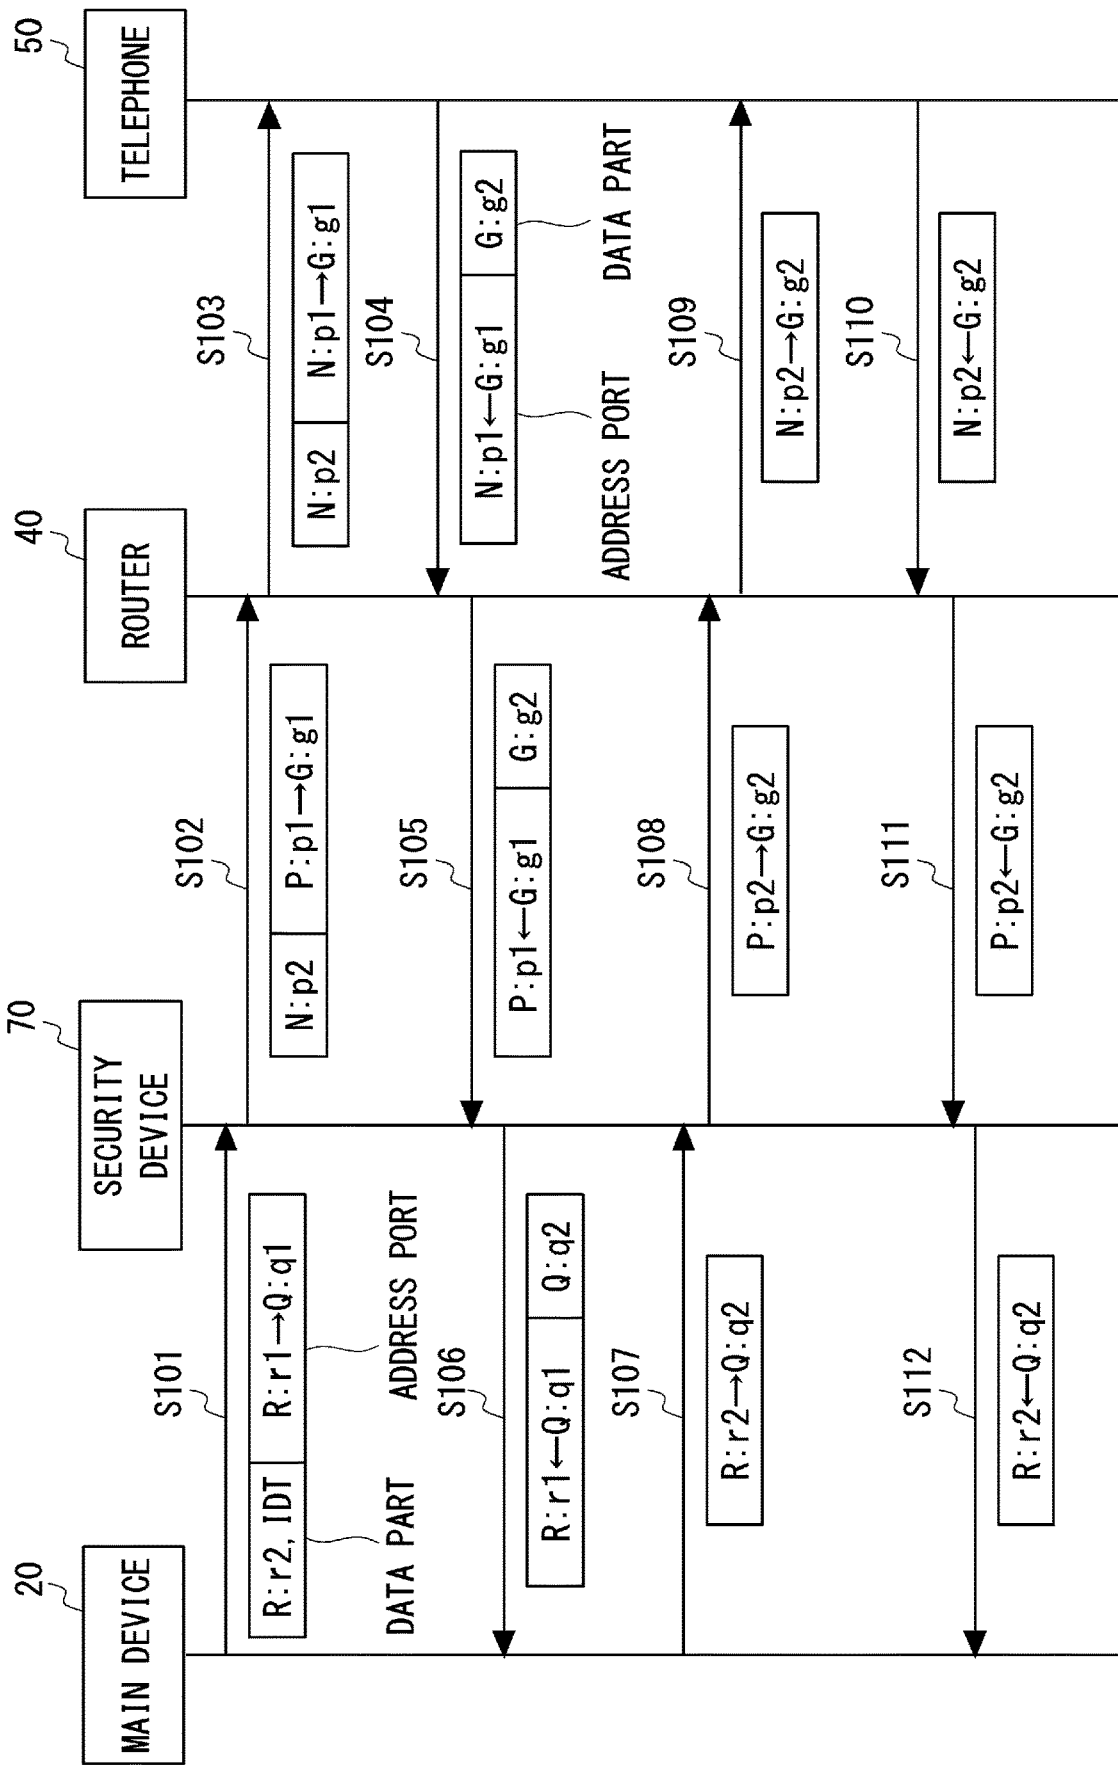 20
MAIN DEVICE
70
SECURITY
DEVICE
40
ROUTER
50
TELEPHONE
S101
R:r2, IDT
R:r1→Q:q1
DATA PART
ADDRESS PORT
S102
N:p2
P:p1→G:g1
S103
N:p2
N:p1→G:g1
S104
N:p1←G:g1
G:g2
ADDRESS PORT
DATA PART
S105
P:p1←G:g1
G:g2
S106
R:r1←Q:q1
Q:q2
S107
R:r2→Q:q2
S108
P:p2→G:g2
S109
N:p2→G:g2
S110
N:p2←G:g2
S111
P:p2←G:g2
S112
R:r2←Q:q2